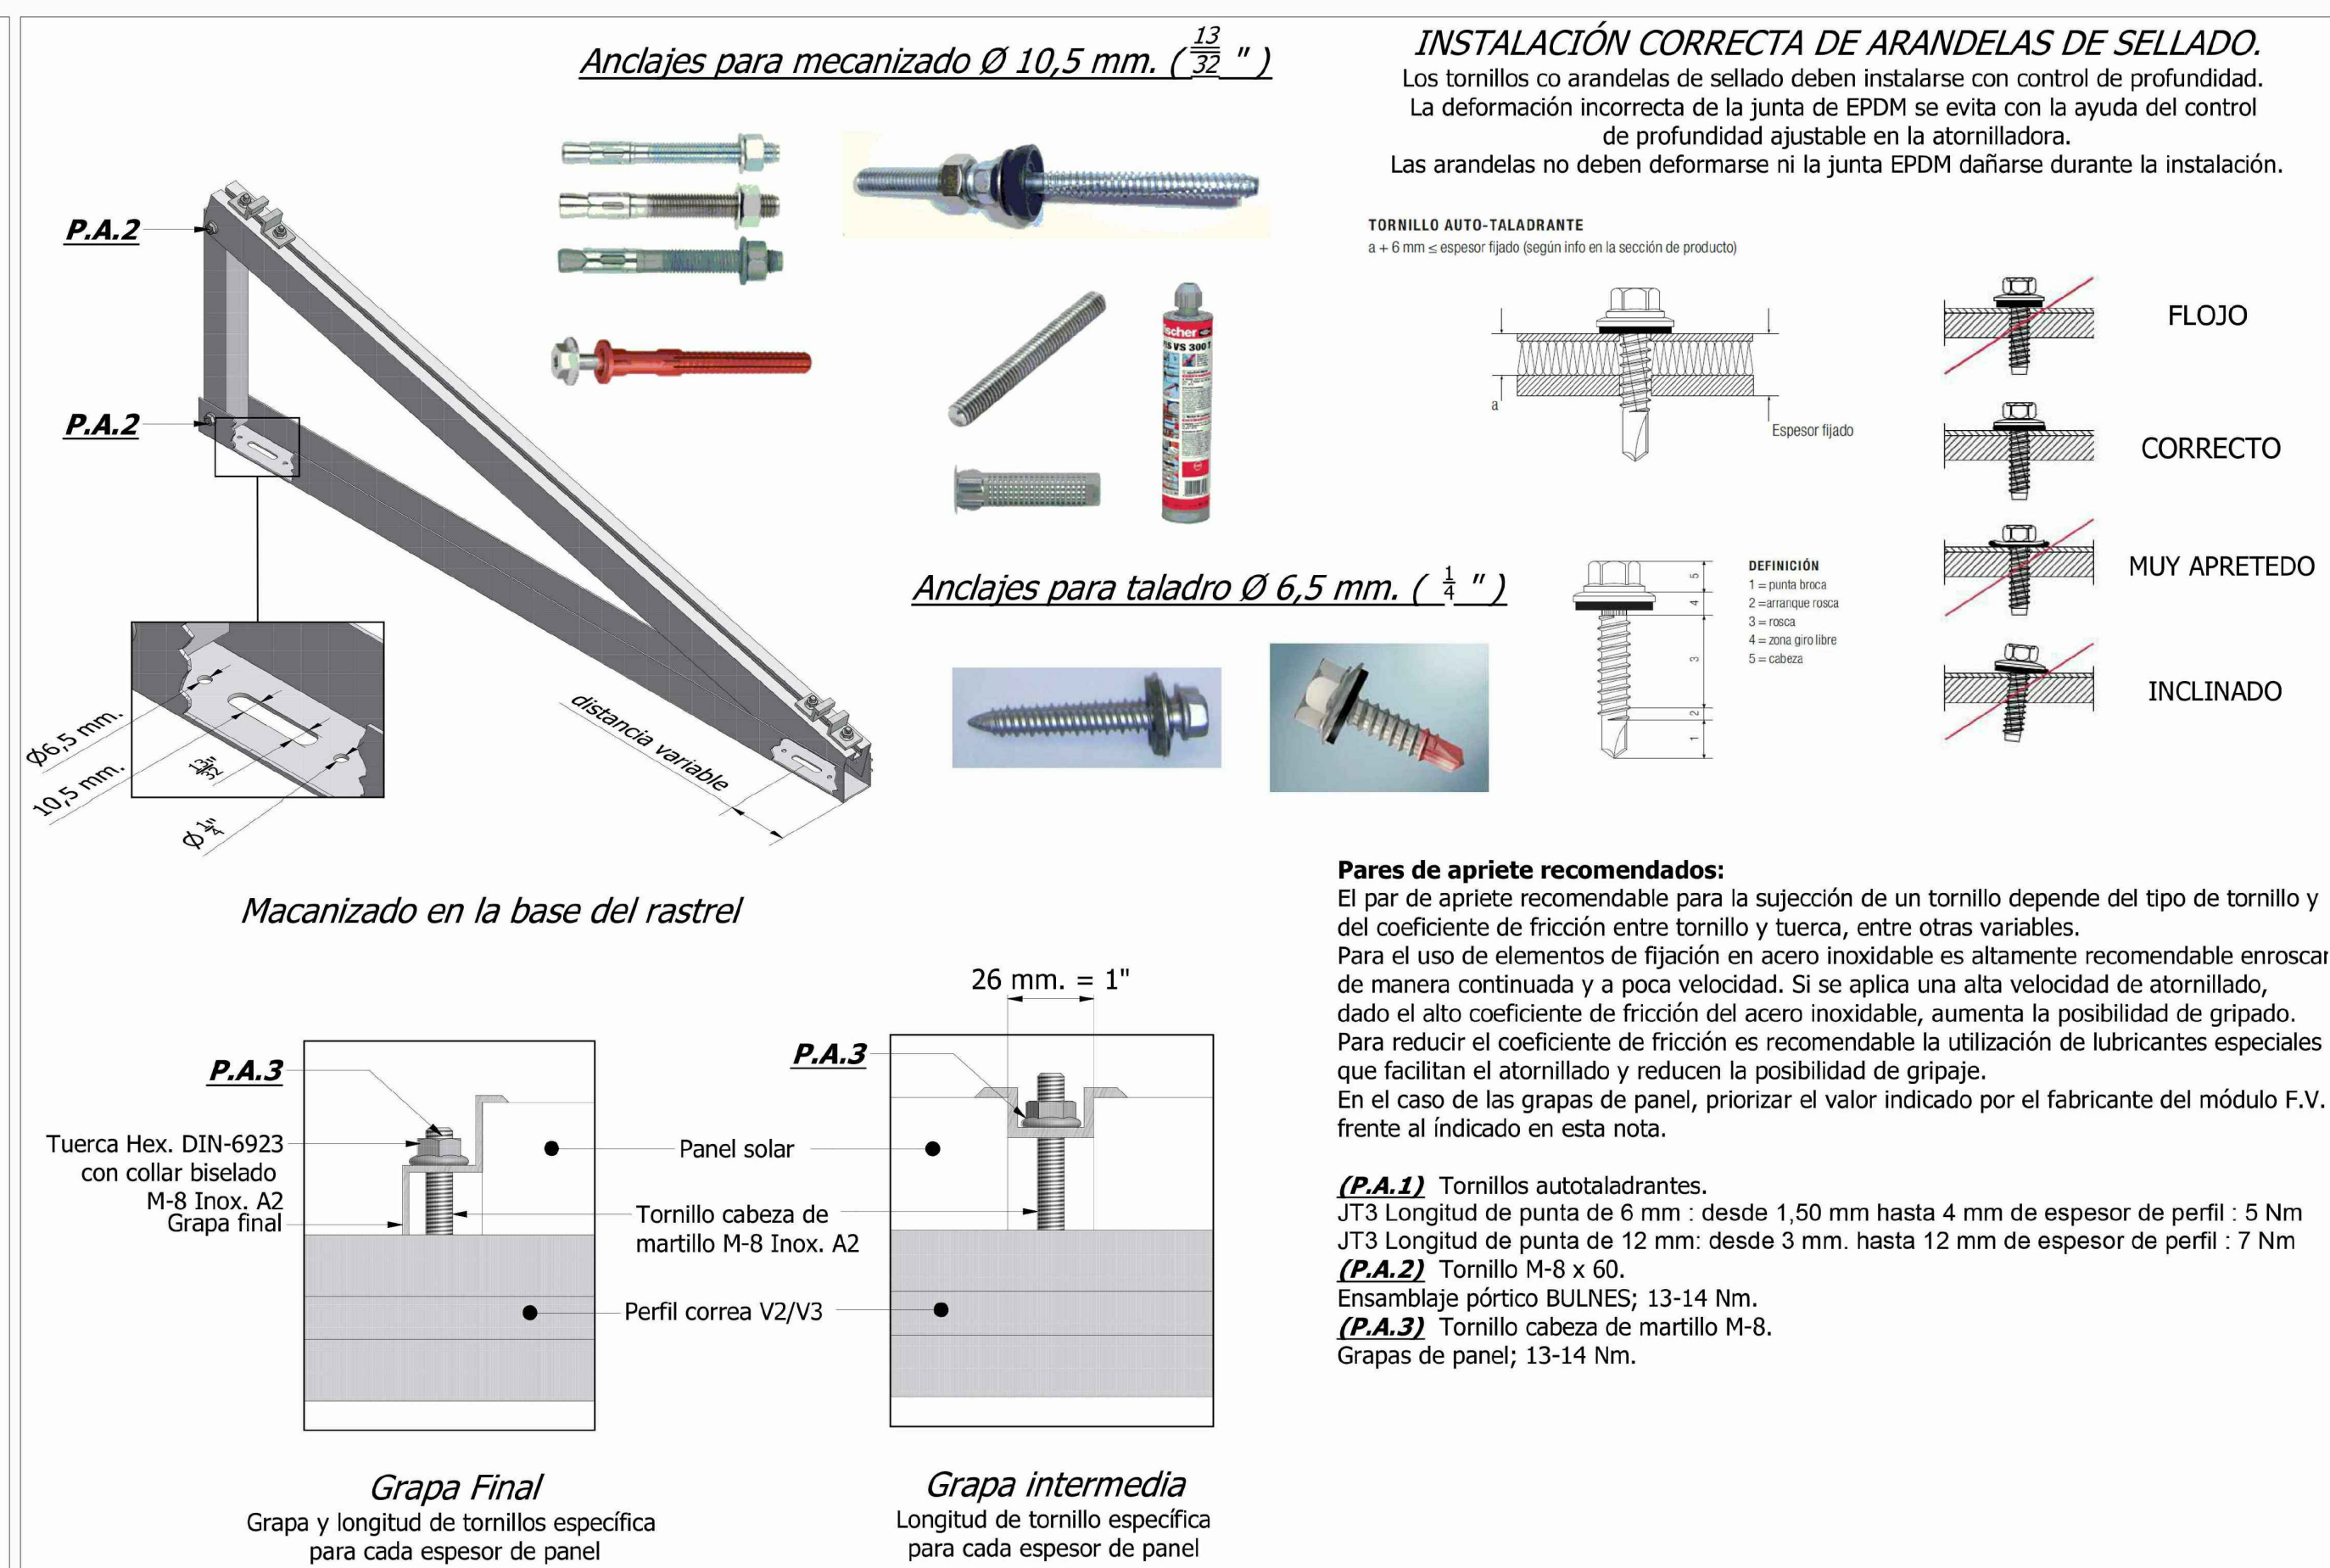 Anclajes para mecanizado Ø 10,5 mm. ( 13/32 " )
P.A.2
P.A.2
Ø6,5 mm.
10,5 mm.
13/32"
Ø 1/4"
distancia variable
Macanizado en la base del rastrel
fischer
FIS VS 300 T
Anclajes para taladro Ø 6,5 mm. ( 1/4 " )
INSTALACIÓN CORRECTA DE ARANDELAS DE SELLADO.
Los tornillos co arandelas de sellado deben instalarse con control de profundidad.
La deformación incorrecta de la junta de EPDM se evita con la ayuda del control
de profundidad ajustable en la atornilladora.
Las arandelas no deben deformarse ni la junta EPDM dañarse durante la instalación.
TORNILLO AUTO-TALADRANTE
a + 6 mm ≤ espesor fijado (según info en la sección de producto)
a
Espesor fijado
FLOJO
CORRECTO
MUY APRETEDO
INCLINADO
5
4
3
2
1
DEFINICIÓN
1 = punta broca
2 =arranque rosca
3 = rosca
4 = zona giro libre
5 = cabeza
P.A.3
Tuerca Hex. DIN-6923
con collar biselado
M-8 Inox. A2
Grapa final
26 mm. = 1"
P.A.3
Panel solar
Tornillo cabeza de
martillo M-8 Inox. A2
Perfil correa V2/V3
Grapa Final
Grapa y longitud de tornillos específica
para cada espesor de panel
Grapa intermedia
Longitud de tornillo específica
para cada espesor de panel
Pares de apriete recomendados:
El par de apriete recomendable para la sujección de un tornillo depende del tipo de tornillo y
del coeficiente de fricción entre tornillo y tuerca, entre otras variables.
Para el uso de elementos de fijación en acero inoxidable es altamente recomendable enroscar
de manera continuada y a poca velocidad. Si se aplica una alta velocidad de atornillado,
dado el alto coeficiente de fricción del acero inoxidable, aumenta la posibilidad de gripado.
Para reducir el coeficiente de fricción es recomendable la utilización de lubricantes especiales
que facilitan el atornillado y reducen la posibilidad de gripaje.
En el caso de las grapas de panel, priorizar el valor indicado por el fabricante del módulo F.V.
frente al índicado en esta nota.
(P.A.1) Tornillos autotaladrantes.
JT3 Longitud de punta de 6 mm : desde 1,50 mm hasta 4 mm de espesor de perfil : 5 Nm
JT3 Longitud de punta de 12 mm: desde 3 mm. hasta 12 mm de espesor de perfil : 7 Nm
(P.A.2) Tornillo M-8 x 60.
Ensamblaje pórtico BULNES; 13-14 Nm.
(P.A.3) Tornillo cabeza de martillo M-8.
Grapas de panel; 13-14 Nm.